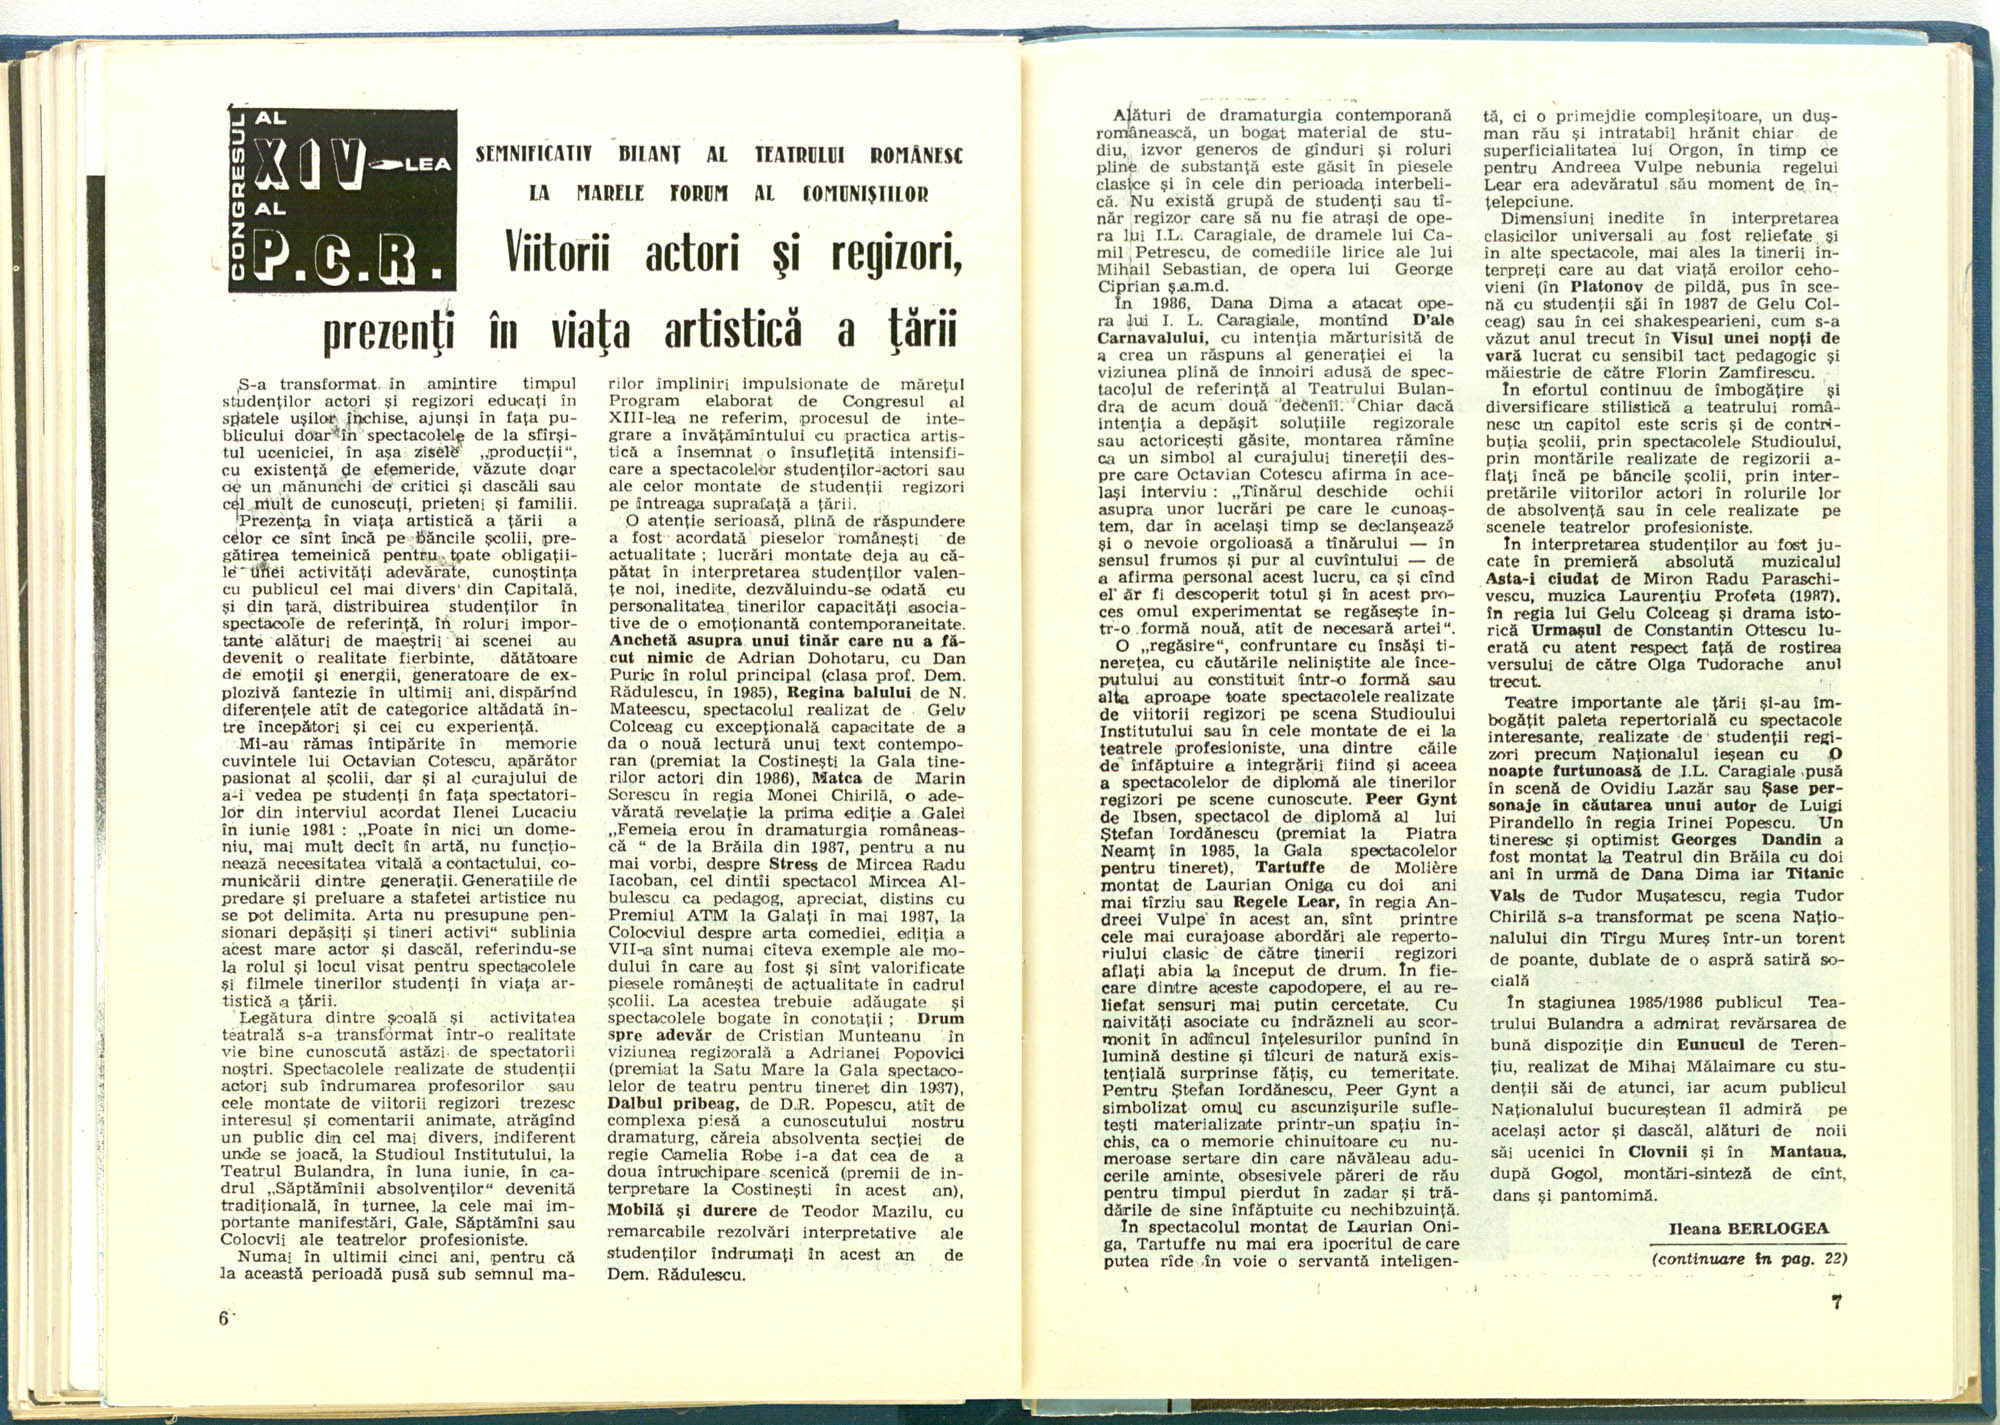 CONGRESUL
AL
XIV-LEA
AL
P.C.R.
SEMNIFICATIV BILANȚ AL TEATRULUI ROMÂNESC
LA MARELE FORUM AL COMUNIȘTILOR
Viitorii actori și regizori,
prezenți în viața artistică a țării
S-a transformat în amintire timpul
studenților actori și regizori educați în
spatele ușilor închise, ajunși în fața pu-
blicului doar în spectacolele de la sfîrși-
tul uceniciei, în așa zisele „producții“,
cu existență de efemeride, văzute doar
de un mănunchi de critici și dascăli sau
cel mult de cunoscuți, prieteni și familii.
Prezența în viața artistică a țării a
celor ce sînt încă pe băncile școlii, pre-
gătirea temeinică pentru toate obligații-
le unei activități adevărate, cunoștința
cu publicul cel mai divers din Capitală,
și din țară, distribuirea studenților în
spectacole de referință, în roluri impor-
tante alături de maeștrii ai scenei au
devenit o realitate fierbinte, dătătoare
de emoții și energii, generatoare de ex-
plozivă fantezie în ultimii ani, dispărînd
diferențele atît de categorice altădată în-
tre începători și cei cu experiență.
Mi-au rămas întipărite în memorie
cuvintele lui Octavian Cotescu, apărător
pasionat al școlii, dar și al curajului de
a-i vedea pe studenți în fața spectatori-
lor din interviul acordat Ilenei Lucaciu
în iunie 1981 : „Poate în nici un dome-
niu, mai mult decît în artă, nu funcțio-
nează necesitatea vitală a contactului, co-
municării dintre generații. Generațiile de
predare și preluare a stafetei artistice nu
se pot delimita. Arta nu presupune pen-
sionari depășiți și tineri activi“ sublinia
acest mare actor și dascăl, referindu-se
la rolul și locul visat pentru spectacolele
și filmele tinerilor studenți în viața ar-
tistică a țării.
Legătura dintre școală și activitatea
teatrală s-a transformat într-o realitate
vie bine cunoscută astăzi de spectatorii
noștri. Spectacolele realizate de studenții
actori sub îndrumarea profesorilor sau
cele montate de viitorii regizori trezesc
interesul și comentarii animate, atrăgînd
un public din cel mai divers, indiferent
unde se joacă, la Studioul Institutului, la
Teatrul Bulandra, în luna iunie, în ca-
drul „Săptămînii absolvenților“ devenită
tradițională, în turnee, la cele mai im-
portante manifestări, Gale, Săptămîni sau
Colocvii ale teatrelor profesioniste.
Numai în ultimii cinci ani, pentru că
la această perioadă pusă sub semnul ma-
rilor împliniri impulsionate de mărețul
Program elaborat de Congresul al
XIII-lea ne referim, procesul de inte-
grare a învățămîntului cu practica artis-
tică a însemnat o însuflețită intensifi-
care a spectacolelor studenților-actori sau
ale celor montate de studenții regizori
pe întreaga suprafață a țării.
O atenție serioasă, plină de răspundere
a fost acordată pieselor românești de
actualitate ; lucrări montate deja au că-
pătat în interpretarea studenților valen-
țe noi, inedite, dezvăluindu-se odată cu
personalitatea tinerilor capacități asocia-
tive de o emoționantă contemporaneitate.
Anchetă asupra unui tînăr care nu a fă-
cut nimic de Adrian Dohotaru, cu Dan
Puric în rolul principal (clasa prof. Dem.
Rădulescu, în 1985), Regina balului de N.
Mateescu, spectacolul realizat de Gelu
Colceag cu excepțională capacitate de a
da o nouă lectură unui text contempo-
ran (premiat la Costinești la Gala tine-
rilor actori din 1986), Matca de Marin
Sorescu în regia Monei Chirilă, o ade-
vărată revelație la prima ediție a Galei
„Femeia erou în dramaturgia româneas-
că “ de la Brăila din 1987, pentru a nu
mai vorbi, despre Stress de Mircea Radu
Iacoban, cel dintîi spectacol Mircea Al-
bulescu ca pedagog, apreciat, distins cu
Premiul ATM la Galați în mai 1987, la
Colocviul despre arta comediei, ediția a
VII-a sînt numai cîteva exemple ale mo-
dului în care au fost și sînt valorificate
piesele românești de actualitate în cadrul
școlii. La acestea trebuie adăugate și
spectacolele bogate în conotații ; Drum
spre adevăr de Cristian Munteanu în
viziunea regizorală a Adrianei Popovici
(premiat la Satu Mare la Gala spectaco-
lelor de teatru pentru tineret din 1987),
Dalbul pribeag, de D.R. Popescu, atît de
complexa piesă a cunoscutului nostru
dramaturg, căreia absolventa secției de
regie Camelia Robe i-a dat cea de a
doua întruchipare scenică (premii de in-
terpretare la Costinești în acest an),
Mobilă și durere de Teodor Mazilu, cu
remarcabile rezolvări interpretative ale
studenților îndrumați în acest an de
Dem. Rădulescu.
6
Alături de dramaturgia contemporană
românească, un bogat material de stu-
diu, izvor generos de gînduri și roluri
pline de substanță este găsit în piesele
clasice și în cele din perioada interbeli-
că. Nu există grupă de studenți sau tî-
năr regizor care să nu fie atrași de ope-
ra lui I.L. Caragiale, de dramele lui Ca-
mil Petrescu, de comediile lirice ale lui
Mihail Sebastian, de opera lui George
Ciprian ș.a.m.d.
În 1986, Dana Dima a atacat ope-
ra lui I. L. Caragiale, montînd D'ale
Carnavalului, cu intenția mărturisită de
a crea un răspuns al generației ei la
viziunea plină de înnoiri adusă de spec-
tacolul de referință al Teatrului Bulan-
dra de acum două decenii. Chiar dacă
intenția a depășit soluțiile regizorale
sau actoricești găsite, montarea rămîne
ca un simbol al curajului tinereții des-
pre care Octavian Cotescu afirma în ace-
lași interviu : „Tînărul deschide ochii
asupra unor lucrări pe care le cunoaș-
tem, dar în același timp se declanșează
și o nevoie orgolioasă a tînărului — în
sensul frumos și pur al cuvîntului — de
a afirma personal acest lucru, ca și cînd
el ar fi descoperit totul și în acest pro-
ces omul experimentat se regăsește în-
tr-o formă nouă, atît de necesară artei“.
O „regăsire“, confruntare cu însăși ti-
nerețea, cu căutările neliniștite ale înce-
putului au constituit într-o formă sau
alta aproape toate spectacolele realizate
de viitorii regizori pe scena Studioului
Institutului sau în cele montate de ei la
teatrele profesioniste, una dintre căile
de înfăptuire a integrării fiind și aceea
a spectacolelor de diplomă ale tinerilor
regizori pe scene cunoscute. Peer Gynt
de Ibsen, spectacol de diplomă al lui
Ștefan Iordănescu (premiat la Piatra
Neamț în 1985, la Gala spectacolelor
pentru tineret), Tartuffe de Molière
montat de Laurian Oniga cu doi ani
mai tîrziu sau Regele Lear, în regia An-
dreei Vulpe în acest an, sînt printre
cele mai curajoase abordări ale reperto-
riului clasic de către tinerii regizori
aflați abia la început de drum. În fie-
care dintre aceste capodopere, ei au re-
liefat sensuri mai putin cercetate. Cu
naivități asociate cu îndrăzneli au scor-
monit în adîncul înțelesurilor punînd în
lumină destine și tîlcuri de natură exis-
tențială surprinse fățiș, cu temeritate.
Pentru Ștefan Iordănescu, Peer Gynt a
simbolizat omul cu ascunzișurile sufle-
tești materializate printr-un spațiu în-
chis, ca o memorie chinuitoare cu nu-
meroase sertare din care năvăleau adu-
cerile aminte, obsesivele păreri de rău
pentru timpul pierdut în zadar și tră-
dările de sine înfăptuite cu nechibzuință.
În spectacolul montat de Laurian Oni-
ga, Tartuffe nu mai era ipocritul de care
putea rîde în voie o servantă inteligen-
tă, ci o primejdie compleșitoare, un duș-
man rău și intratabil hrănit chiar de
superficialitatea lui Orgon, în timp ce
pentru Andreea Vulpe nebunia regelui
Lear era adevăratul său moment de în-
țelepciune.
Dimensiuni inedite în interpretarea
clasicilor universali au fost reliefate și
în alte spectacole, mai ales la tinerii in-
terpreți care au dat viață eroilor ceho-
vieni (în Platonov de pildă, pus în sce-
nă cu studenții săi în 1987 de Gelu Col-
ceag) sau în cei shakespearieni, cum s-a
văzut anul trecut în Visul unei nopți de
vară lucrat cu sensibil tact pedagogic și
măiestrie de către Florin Zamfirescu.
În efortul continuu de îmbogățire și
diversificare stilistică a teatrului româ-
nesc un capitol este scris și de contri-
buția școlii, prin spectacolele Studioului,
prin montările realizate de regizorii a-
flați încă pe băncile școlii, prin inter-
pretările viitorilor actori în rolurile lor
de absolvență sau în cele realizate pe
scenele teatrelor profesioniste.
În interpretarea studenților au fost ju-
cate în premieră absolută muzicalul
Asta-i ciudat de Miron Radu Paraschi-
vescu, muzica Laurențiu Profeta (1987),
în regia lui Gelu Colceag și drama isto-
rică Urmașul de Constantin Ottescu lu-
crată cu atent respect față de rostirea
versului de către Olga Tudorache anul
trecut.
Teatre importante ale țării și-au îm-
bogățit paleta repertorială cu spectacole
interesante, realizate de studenții regi-
zori precum Naționalul ieșean cu O
noapte furtunoasă de I.L. Caragiale pusă
în scenă de Ovidiu Lazăr sau Șase per-
sonaje în căutarea unui autor de Luigi
Pirandello în regia Irinei Popescu. Un
tineresc și optimist Georges Dandin a
fost montat la Teatrul din Brăila cu doi
ani în urmă de Dana Dima iar Titanic
Vals de Tudor Mușatescu, regia Tudor
Chirilă s-a transformat pe scena Națio-
nalului din Tîrgu Mureș într-un torent
de poante, dublate de o aspră satiră so-
cială
În stagiunea 1985/1986 publicul Tea-
trului Bulandra a admirat revărsarea de
bună dispoziție din Eunucul de Teren-
țiu, realizat de Mihai Mălaimare cu stu-
denții săi de atunci, iar acum publicul
Naționalului bucureștean îl admiră pe
același actor și dascăl, alături de noii
săi ucenici în Clovnii și în Mantaua,
după Gogol, montări-sinteză de cînt,
dans și pantomimă.
Ileana BERLOGEA
(continuare în pag. 22)
7